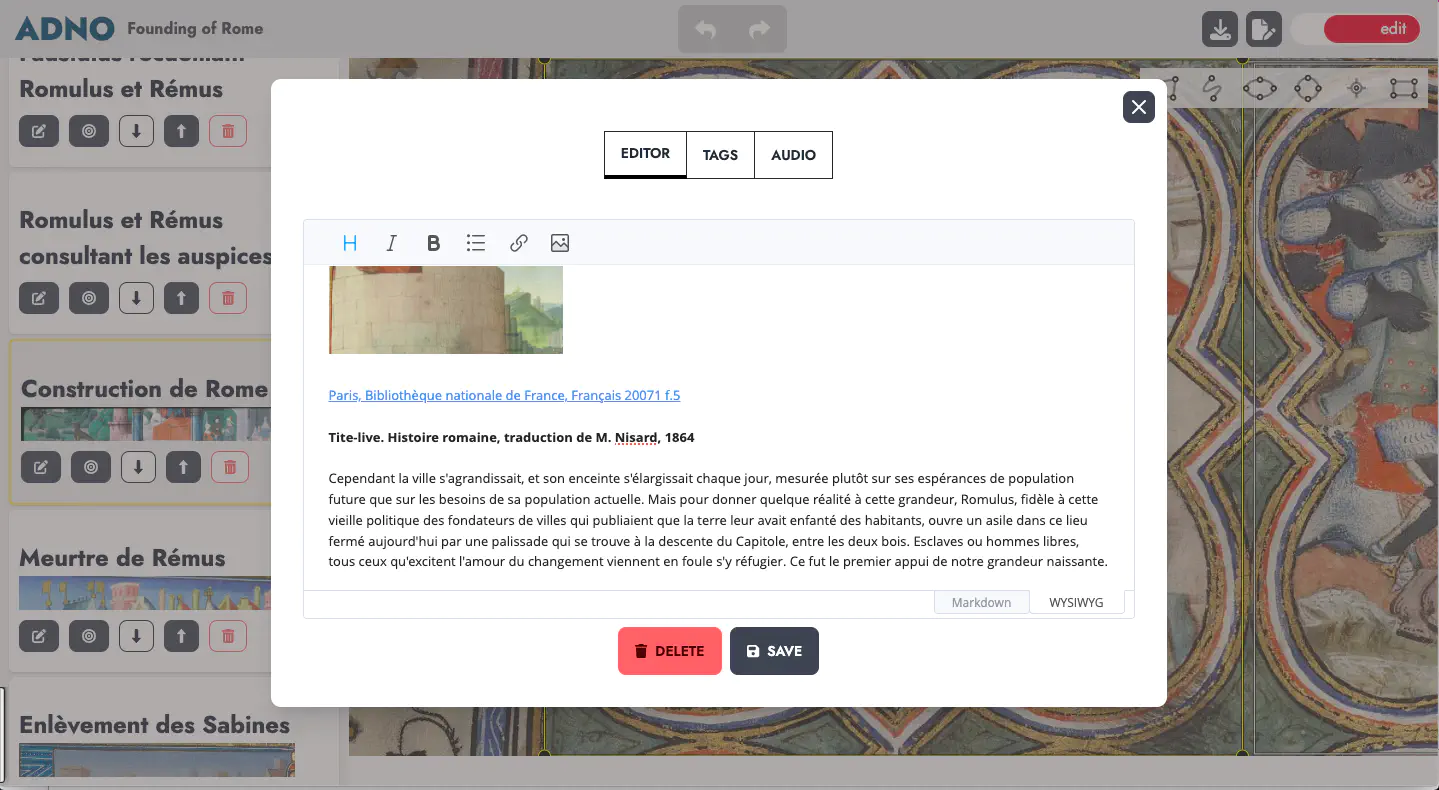 ADNO Founding of Rome
edit
Romulus et Rémus
Romulus et Rémus
consultant les auspices
Construction de Rome
Meurtre de Rémus
Enlèvement des Sabines
EDITOR
TAGS
AUDIO
H I B
Paris, Bibliothèque nationale de France, Français 20071 f.5
Tite-live. Histoire romaine, traduction de M. Nisard, 1864
Cependant la ville s'agrandissait, et son enceinte s'élargissait chaque jour, mesurée plutôt sur ses espérances de population
future que sur les besoins de sa population actuelle. Mais pour donner quelque réalité à cette grandeur, Romulus, fidèle à cette
vieille politique des fondateurs de villes qui publiaient que la terre leur avait enfanté des habitants, ouvre un asile dans ce lieu
fermé aujourd'hui par une palissade qui se trouve à la descente du Capitole, entre les deux bois. Esclaves ou hommes libres,
tous ceux qu'excitent l'amour du changement viennent en foule s'y réfugier. Ce fut le premier appui de notre grandeur naissante.
Markdown
WYSIWYG
DELETE
SAVE